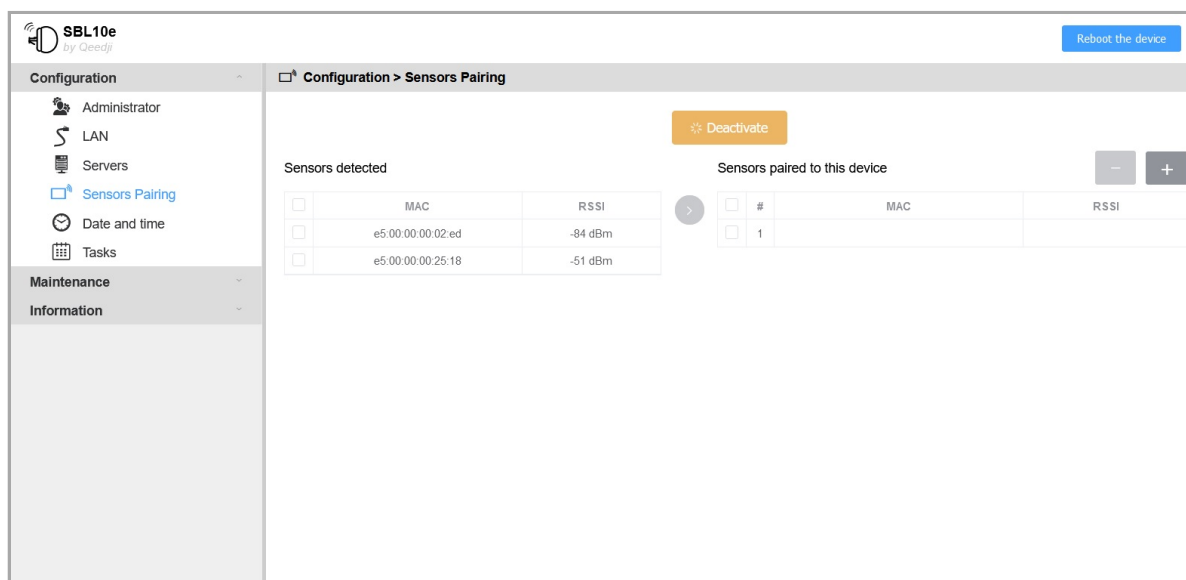 SBL10e
by Qeedji
Reboot the device
Configuration
Administrator
LAN
Servers
Sensors Pairing
Date and time
Tasks
Maintenance
Information
Configuration > Sensors Pairing
Deactivate
Sensors detected
MAC RSSI
e5:00:00:00:02:ed -84 dBm
e5:00:00:00:25:18 -51 dBm
Sensors paired to this device
# MAC RSSI
1